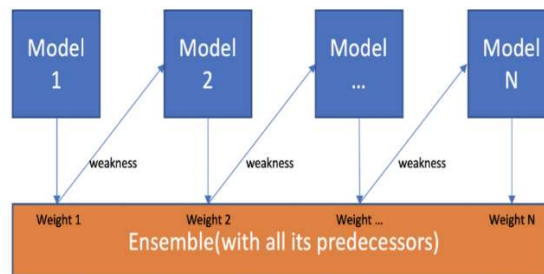 Model
1
Model
2
Model
...
Model
N
weakness
weakness
weakness
Weight 1
Weight 2
Weight ...
Weight N
Ensemble(with all its predecessors)